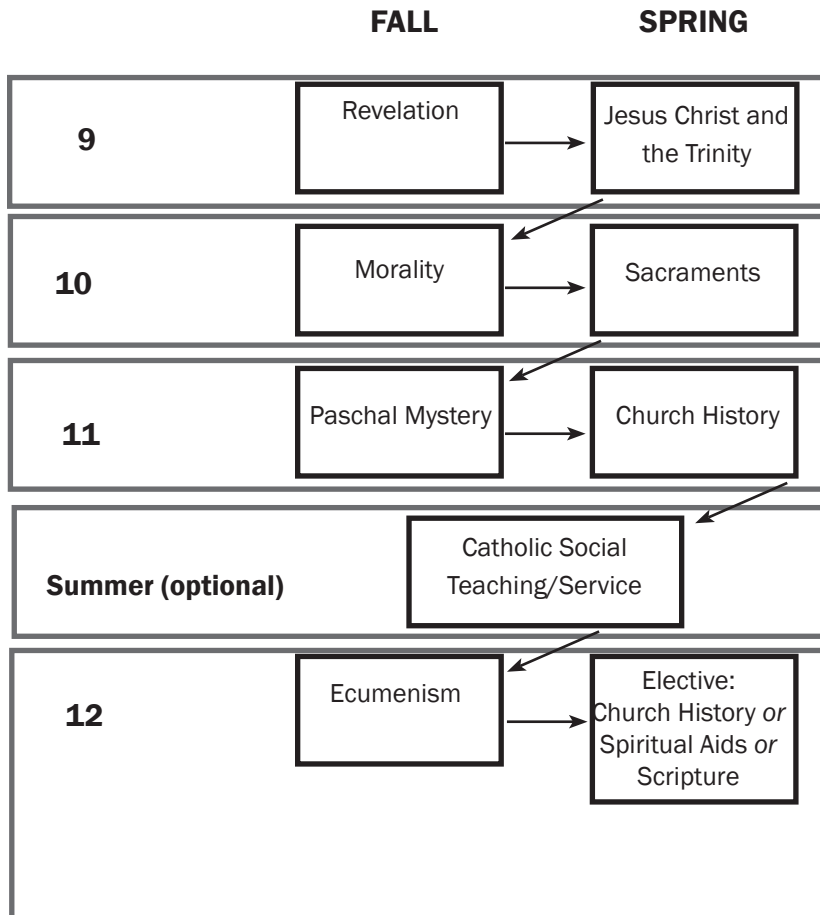 FALL SPRING
9
Revelation
Jesus Christ and
the Trinity
10
Morality
Sacraments
11
Paschal Mystery
Church History
Summer (optional)
Catholic Social
Teaching/Service
12
Ecumenism
Elective:
Church History or
Spiritual Aids or
Scripture